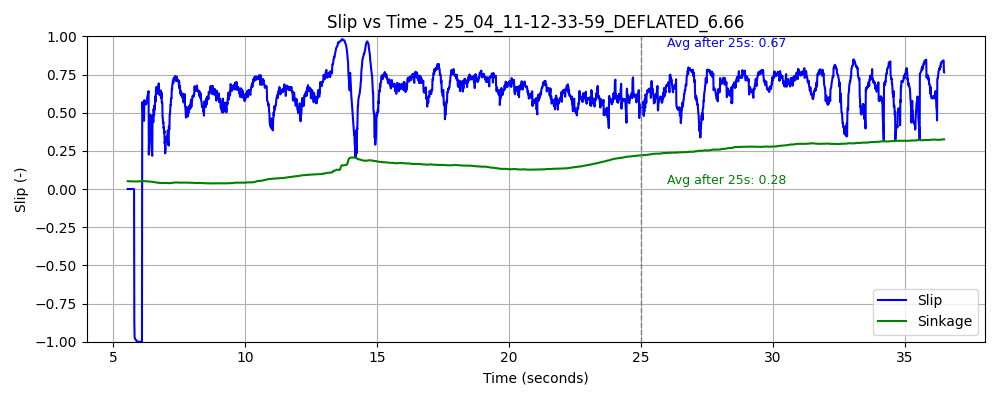 Slip vs Time - 25_04_11-12-33-59_DEFLATED_6.66
Avg after 25s: 0.67
1.00
0.75
0.50
0.25
0.00
−0.25
−0.50
−0.75
−1.00
Slip (-)
Avg after 25s: 0.28
Slip
Sinkage
5 10 15 20 25 30 35
Time (seconds)